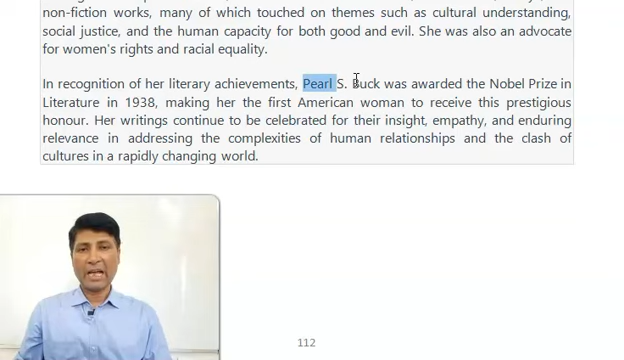 non-fiction works, many of which touched on themes such as cultural understanding,
social justice, and the human capacity for both good and evil. She was also an advocate
for women's rights and racial equality.
In recognition of her literary achievements, Pearl S. Buck was awarded the Nobel Prize in
Literature in 1938, making her the first American woman to receive this prestigious
honour. Her writings continue to be celebrated for their insight, empathy, and enduring
relevance in addressing the complexities of human relationships and the clash of
cultures in a rapidly changing world.
112